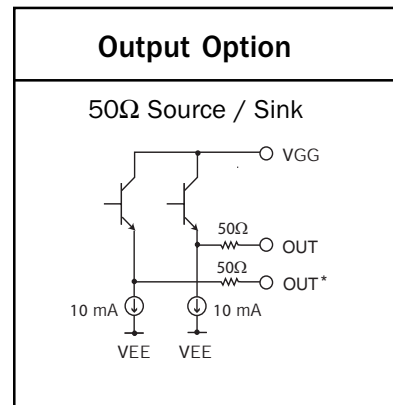 Output Option
50Ω Source / Sink
VGG
50Ω
OUT
50Ω
OUT*
10 mA
10 mA
VEE
VEE